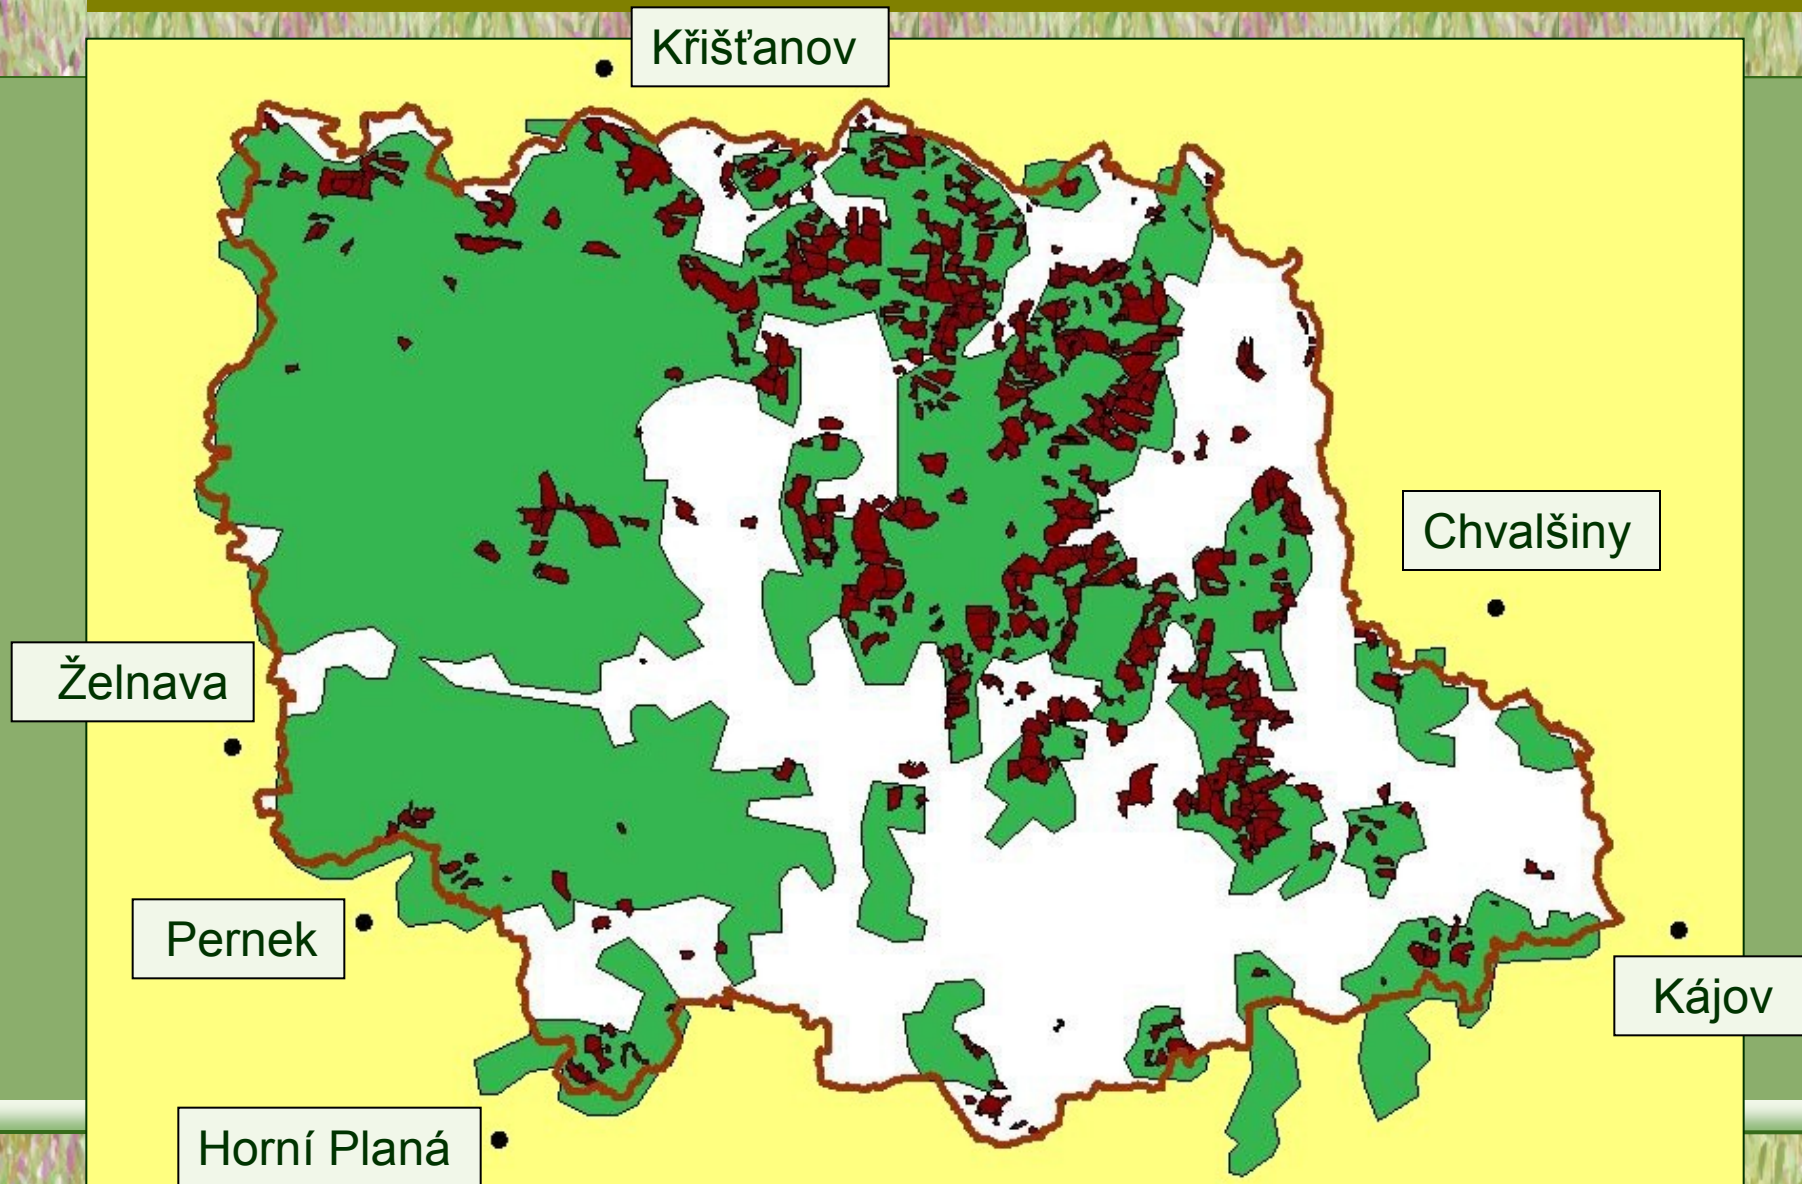 Křišťanov
Chvalšiny
Želnava
Pernek
Kájov
Horní Planá